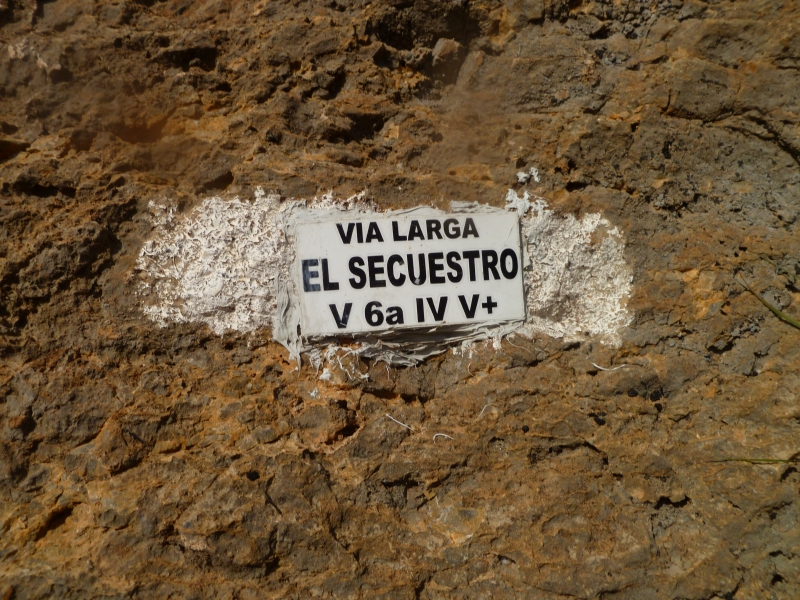 VIA LARGA
EL SECUESTRO
V 6a IV V+